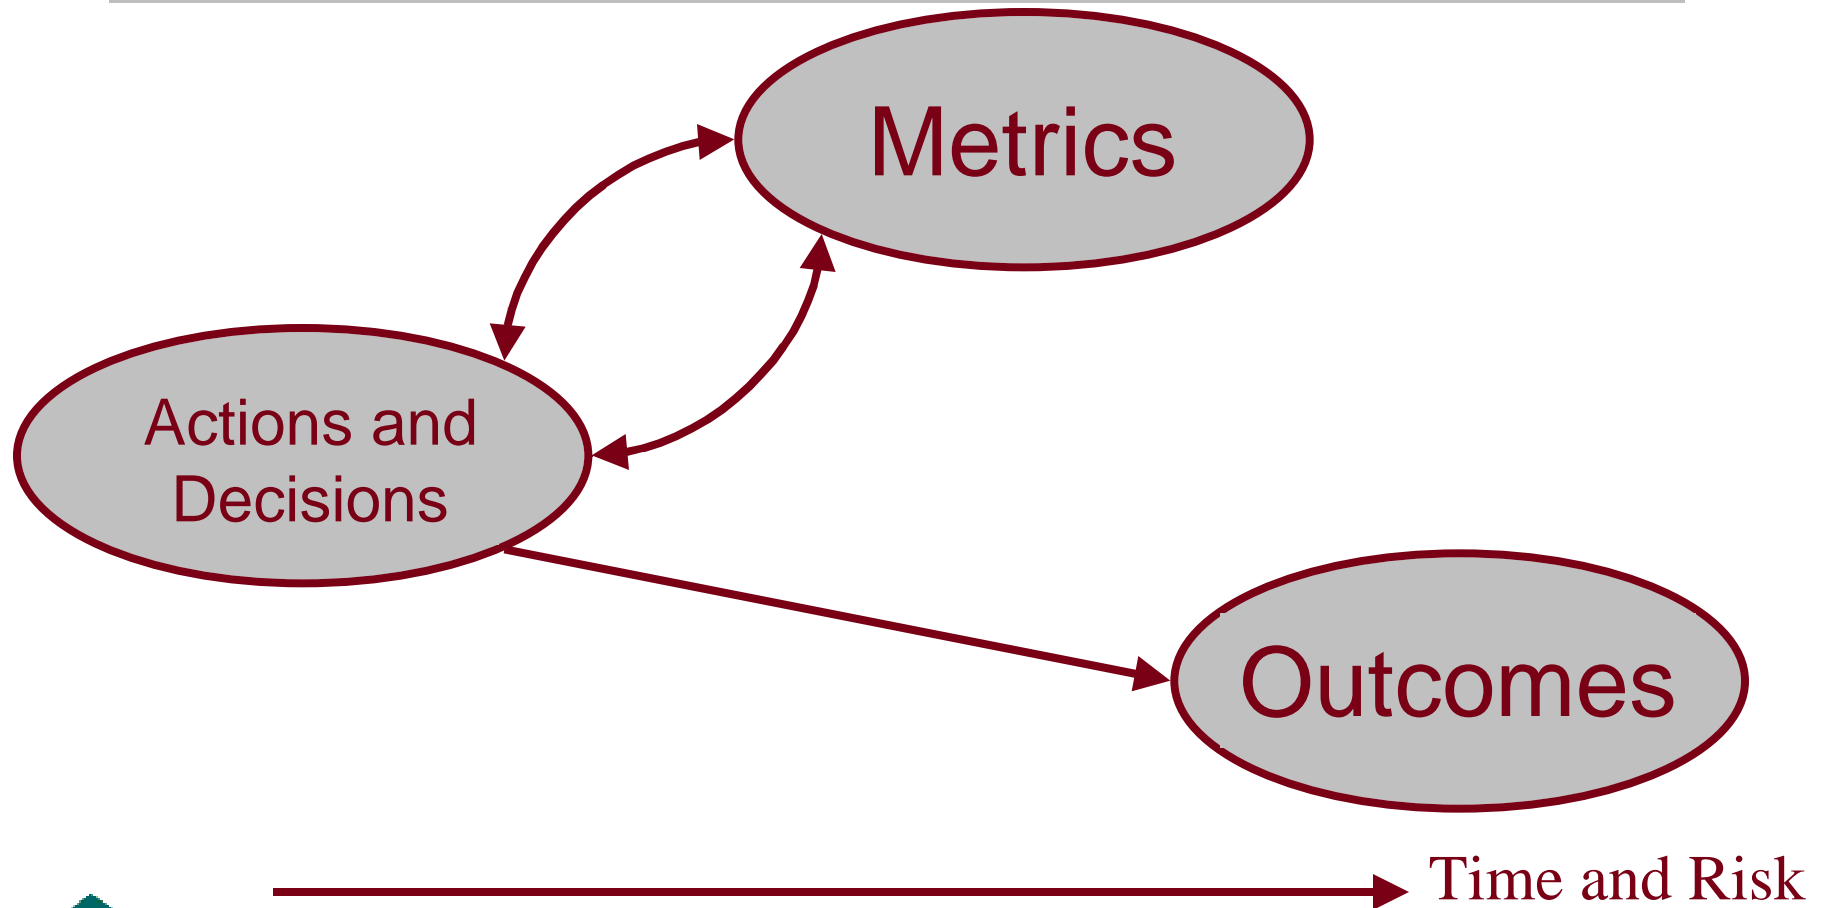 Metrics
Actions and
Decisions
Outcomes
Time and Risk